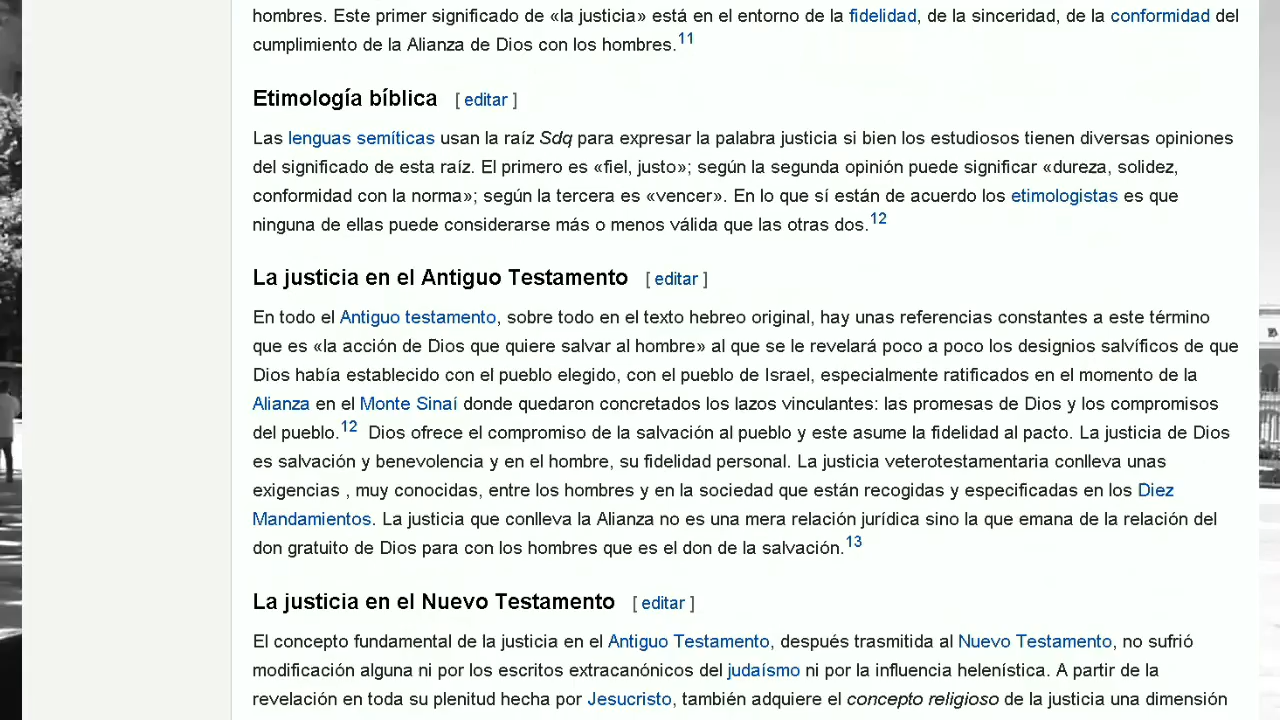 hombres. Este primer significado de «la justicia» está en el entorno de la fidelidad, de la sinceridad, de la conformidad del
cumplimiento de la Alianza de Dios con los hombres.11
Etimología bíblica [ editar ]
Las lenguas semíticas usan la raíz Sdq para expresar la palabra justicia si bien los estudiosos tienen diversas opiniones
del significado de esta raíz. El primero es «fiel, justo»; según la segunda opinión puede significar «dureza, solidez,
conformidad con la norma»; según la tercera es «vencer». En lo que sí están de acuerdo los etimologistas es que
ninguna de ellas puede considerarse más o menos válida que las otras dos.12
La justicia en el Antiguo Testamento [ editar ]
En todo el Antiguo testamento, sobre todo en el texto hebreo original, hay unas referencias constantes a este término
que es «la acción de Dios que quiere salvar al hombre» al que se le revelará poco a poco los designios salvíficos de que
Dios había establecido con el pueblo elegido, con el pueblo de Israel, especialmente ratificados en el momento de la
Alianza en el Monte Sinaí donde quedaron concretados los lazos vinculantes: las promesas de Dios y los compromisos
del pueblo.12 Dios ofrece el compromiso de la salvación al pueblo y este asume la fidelidad al pacto. La justicia de Dios
es salvación y benevolencia y en el hombre, su fidelidad personal. La justicia veterotestamentaria conlleva unas
exigencias , muy conocidas, entre los hombres y en la sociedad que están recogidas y especificadas en los Diez
Mandamientos. La justicia que conlleva la Alianza no es una mera relación jurídica sino la que emana de la relación del
don gratuito de Dios para con los hombres que es el don de la salvación.13
La justicia en el Nuevo Testamento [ editar ]
El concepto fundamental de la justicia en el Antiguo Testamento, después trasmitida al Nuevo Testamento, no sufrió
modificación alguna ni por los escritos extracanónicos del judaísmo ni por la influencia helenística. A partir de la
revelación en toda su plenitud hecha por Jesucristo, también adquiere el concepto religioso de la justicia una dimensión